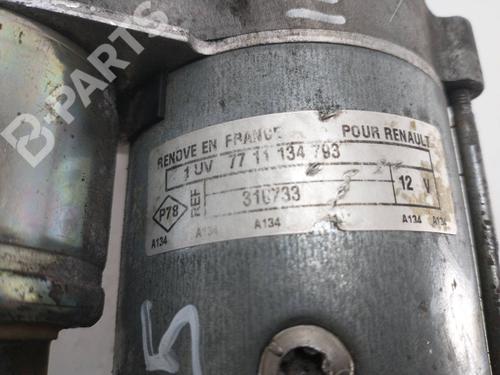 B-PARTS
RENOVE EN FRANCE POUR RENAULT
1 UV 77 11 134 793
P78 REF 316733 12 V
A134 A134 A134 A134 A134
5